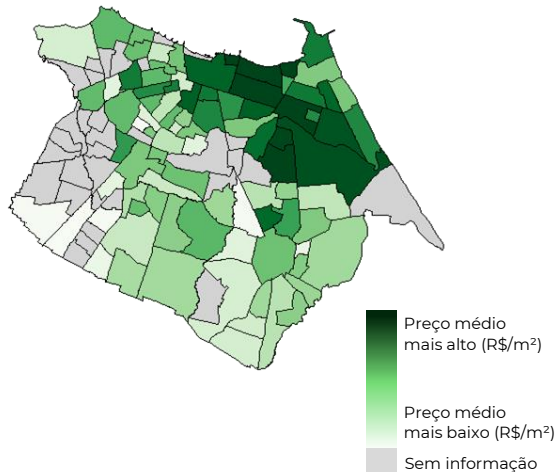 Preço médio
mais alto (R$/m²)
Preço médio
mais baixo (R$/m²)
Sem informação